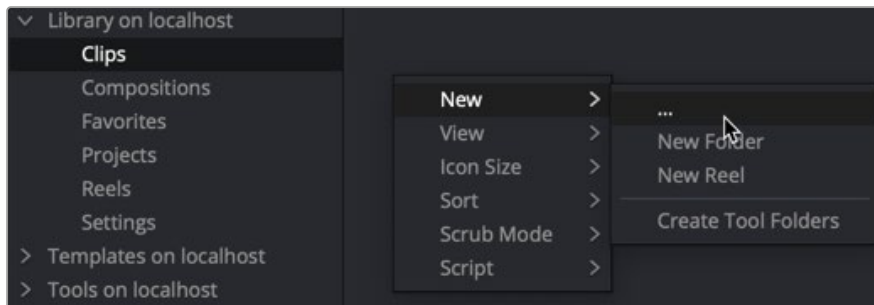 Library on localhost
Clips
Compositions
Favorites
Projects
Reels
Settings
Templates on localhost
Tools on localhost
New
View
Icon Size
Sort
Scrub Mode
Script
...
New Folder
New Reel
Create Tool Folders